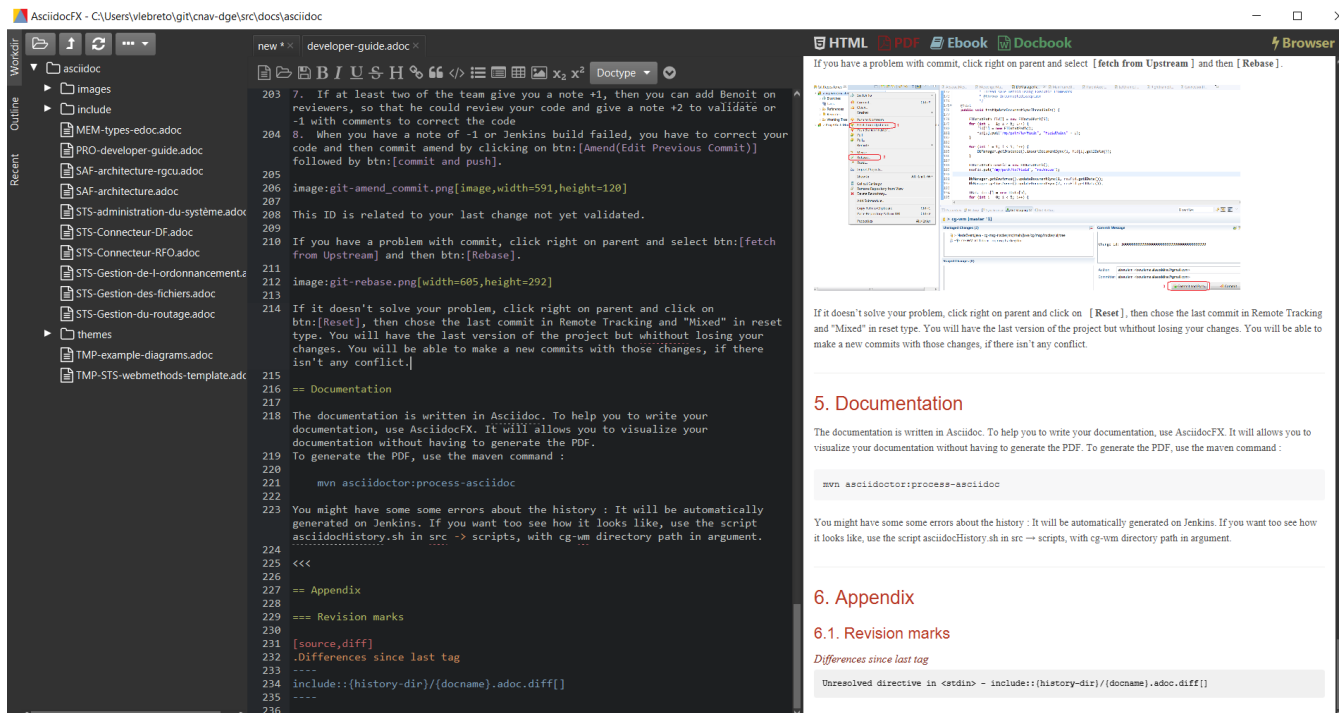 AsciidocFX - C:\Users\vlebreto\git\cnav-dge\src\docs\asciidoc
Workdir
Outline
Recent
asciidoc
images
include
MEM-types-edoc.adoc
PRO-developer-guide.adoc
SAF-architecture-rgcu.adoc
SAF-architecture.adoc
STS-administration-du-système.adoc
STS-Connecteur-DF.adoc
STS-Connecteur-RFO.adoc
STS-Gestion-de-l-ordonnancement.a
STS-Gestion-des-fichiers.adoc
STS-Gestion-du-routage.adoc
themes
TMP-example-diagrams.adoc
TMP-STS-webmethods-template.adc
new * × developer-guide.adoc ×
B I U S H x₂ x² Doctype
203 7. If at least two of the team give you a note +1, then you can add Benoit on
reviewers, so that he could review your code and give a note +2 to validate or
-1 with comments to correct the code
204 8. When you have a note of -1 or Jenkins build failed, you have to correct your
code and then commit amend by clicking on btn:[Amend(Edit Previous Commit)]
followed by btn:[commit and push].
205
206 image:git-amend_commit.png[image,width=591,height=120]
207
208 This ID is related to your last change not yet validated.
209
210 If you have a problem with commit, click right on parent and select btn:[fetch
from Upstream] and then btn:[Rebase].
211
212 image:git-rebase.png[width=605,height=292]
213
214 If it doesn't solve your problem, click right on parent and click on
btn:[Reset], then chose the last commit in Remote Tracking and "Mixed" in reset
type. You will have the last version of the project but whithout losing your
changes. You will be able to make a new commits with those changes, if there
isn't any conflict.
215
216 == Documentation
217
218 The documentation is written in Asciidoc. To help you to write your
documentation, use AsciidocFX. It will allows you to visualize your
documentation without having to generate the PDF.
219 To generate the PDF, use the maven command :
220
221 mvn asciidoctor:process-asciidoc
222
223 You might have some some errors about the history : It will be automatically
generated on Jenkins. If you want too see how it looks like, use the script
asciidocHistory.sh in src -> scripts, with cg-wm directory path in argument.
224
225 <<<
226
227 == Appendix
228
229 === Revision marks
230
231 [source,diff]
232 .Differences since last tag
233 ----
234 include::{history-dir}/{docname}.adoc.diff[]
235 ----
236
HTML PDF Ebook Docbook Browser
If you have a problem with commit, click right on parent and select [fetch from Upstream] and then [Rebase].
If it doesn't solve your problem, click right on parent and click on [Reset], then chose the last commit in Remote Tracking
and "Mixed" in reset type. You will have the last version of the project but whithout losing your changes. You will be able to
make a new commits with those changes, if there isn't any conflict.
5. Documentation
The documentation is written in Asciidoc. To help you to write your documentation, use AsciidocFX. It will allows you to
visualize your documentation without having to generate the PDF. To generate the PDF, use the maven command :
mvn asciidoctor:process-asciidoc
You might have some some errors about the history : It will be automatically generated on Jenkins. If you want too see how
it looks like, use the script asciidocHistory.sh in src → scripts, with cg-wm directory path in argument.
6. Appendix
6.1. Revision marks
Differences since last tag
Unresolved directive in <stdin> - include::{history-dir}/{docname}.adoc.diff[]